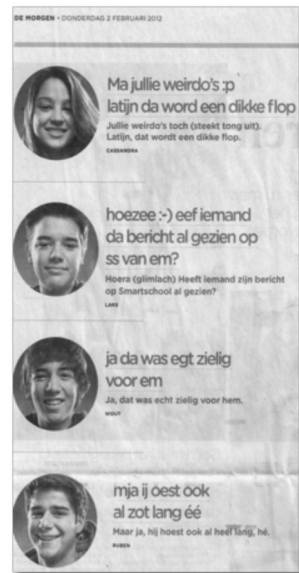 DE MORGEN • DONDERDAG 2 FEBRUARI 2012
Ma jullie weirdo's :p
latijn da word een dikke flop
Jullie weirdo's toch (steekt tong uit).
Latijn, dat wordt een dikke flop.
CASSANDRA
hoezee :-) eef iemand
da bericht al gezien op
ss van em?
Hoera (glimlach) Heeft iemand zijn bericht
op Smartschool al gezien?
LARS
ja da was egt zielig
voor em
Ja, dat was echt zielig voor hem.
WOUT
mja ij oest ook
al zot lang éé
Maar ja, hij hoest ook al heel lang, hé.
RUBEN